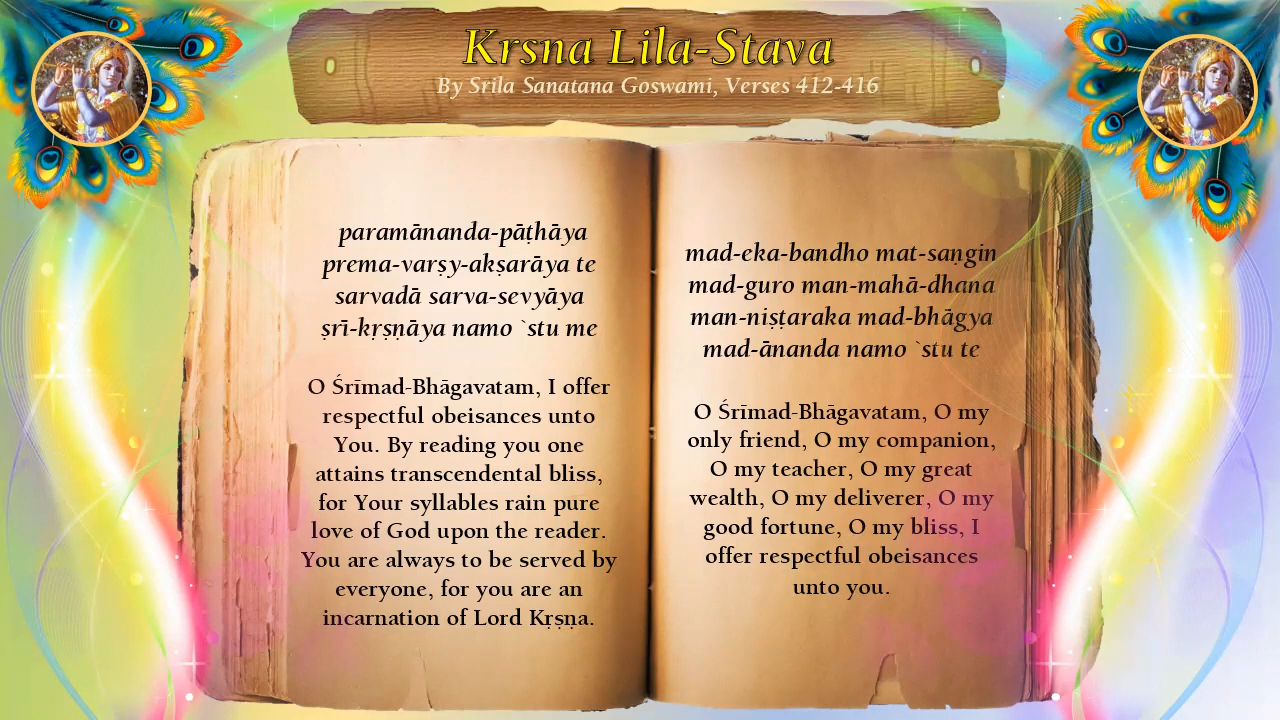 Krsna Lila-Stava
By Srila Sanatana Goswami, Verses 412-416
paramānanda-pāṭhāya
prema-varṣy-akṣarāya te
sarvadā sarva-sevyāya
ṣrī-kṛṣṇāya namo `stu me
O Śrīmad-Bhāgavatam, I offer
respectful obeisances unto
You. By reading you one
attains transcendental bliss,
for Your syllables rain pure
love of God upon the reader.
You are always to be served by
everyone, for you are an
incarnation of Lord Kṛṣṇa.
mad-eka-bandho mat-saṇgin
mad-guro man-mahā-dhana
man-niṣṭaraka mad-bhāgya
mad-ānanda namo `stu te
O Śrīmad-Bhāgavatam, O my
only friend, O my companion,
O my teacher, O my great
wealth, O my deliverer, O my
good fortune, O my bliss, I
offer respectful obeisances
unto you.